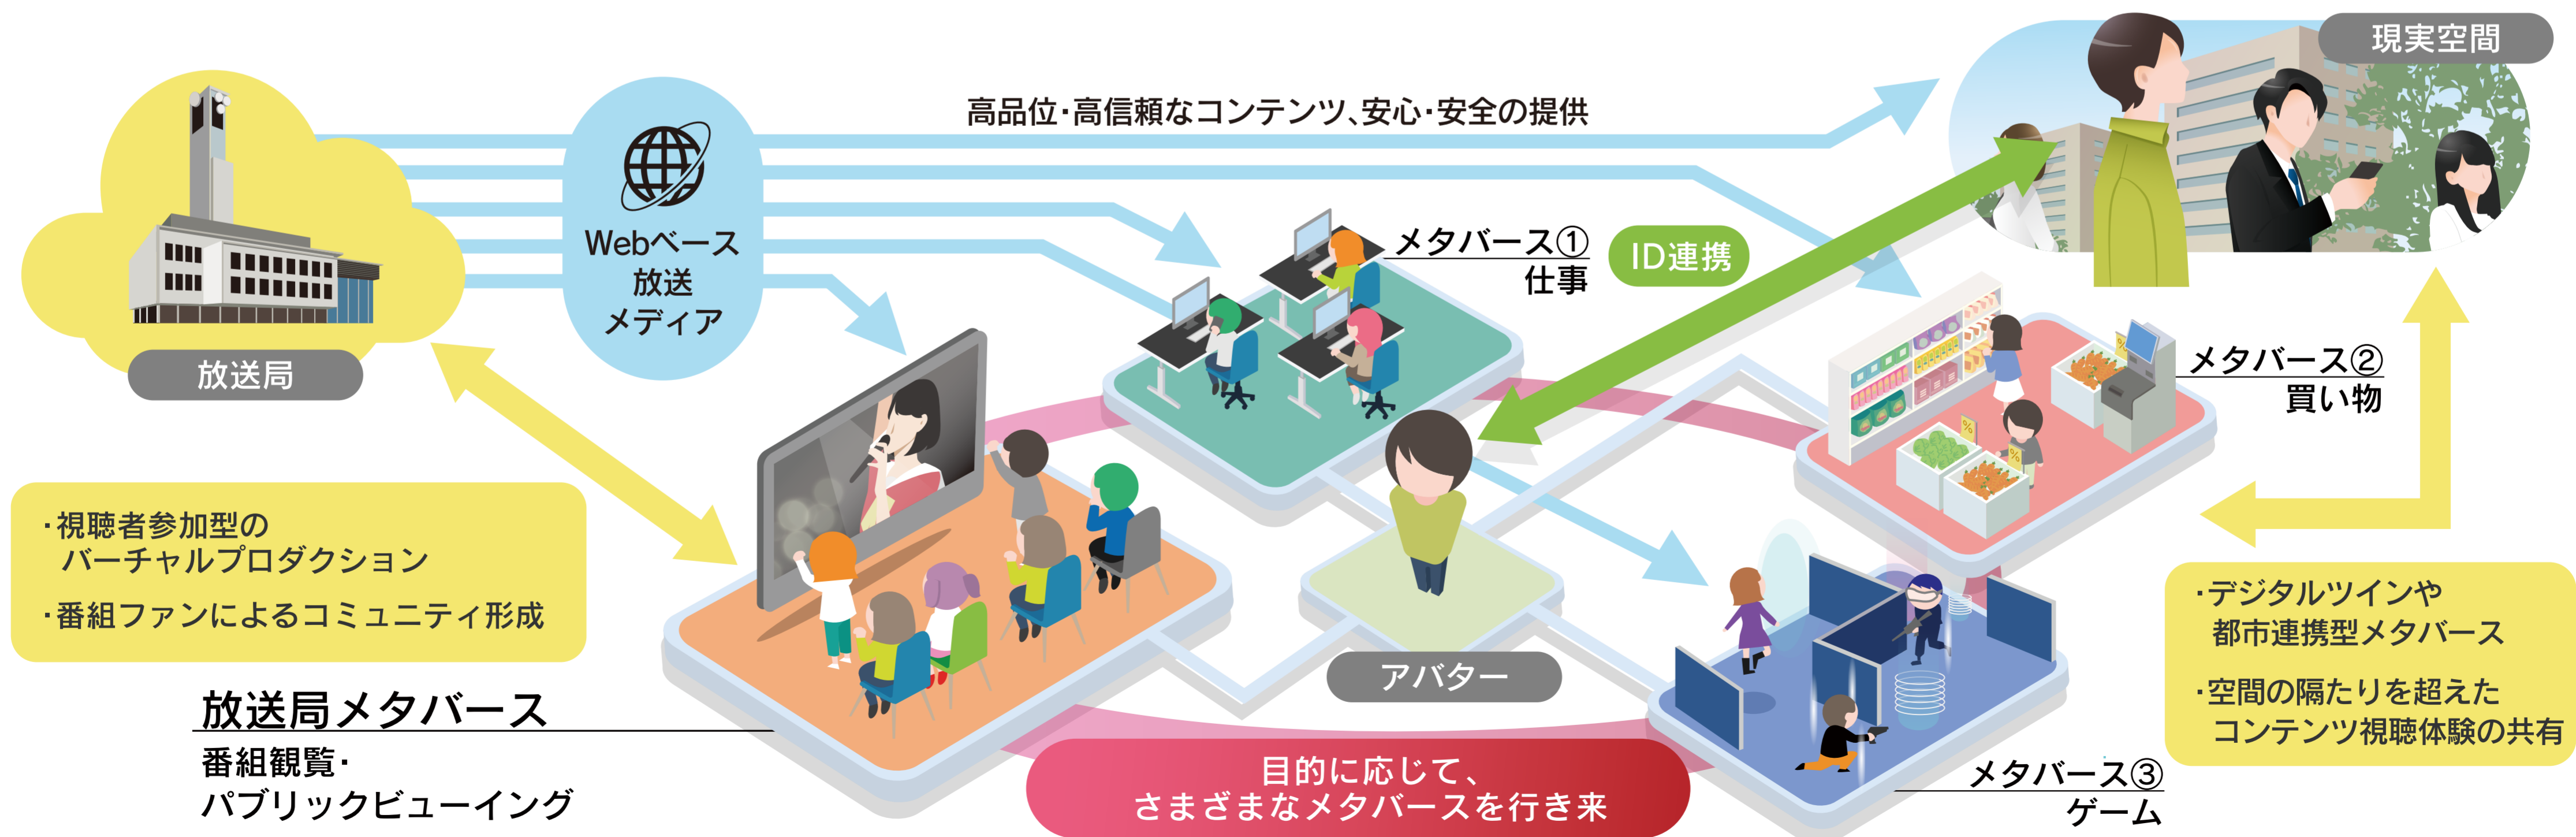 現実空間
高品位・高信頼なコンテンツ、安心・安全の提供
Webベース
放送
メディア
放送局
メタバース①
仕事
ID連携
メタバース②
買い物
・視聴者参加型の
バーチャルプロダクション
・番組ファンによるコミュニティ形成
アバター
・デジタルツインや
都市連携型メタバース
・空間の隔たりを超えた
コンテンツ視聴体験の共有
放送局メタバース
番組観覧・
パブリックビューイング
目的に応じて、
さまざまなメタバースを行き来
メタバース③
ゲーム
%
%
%